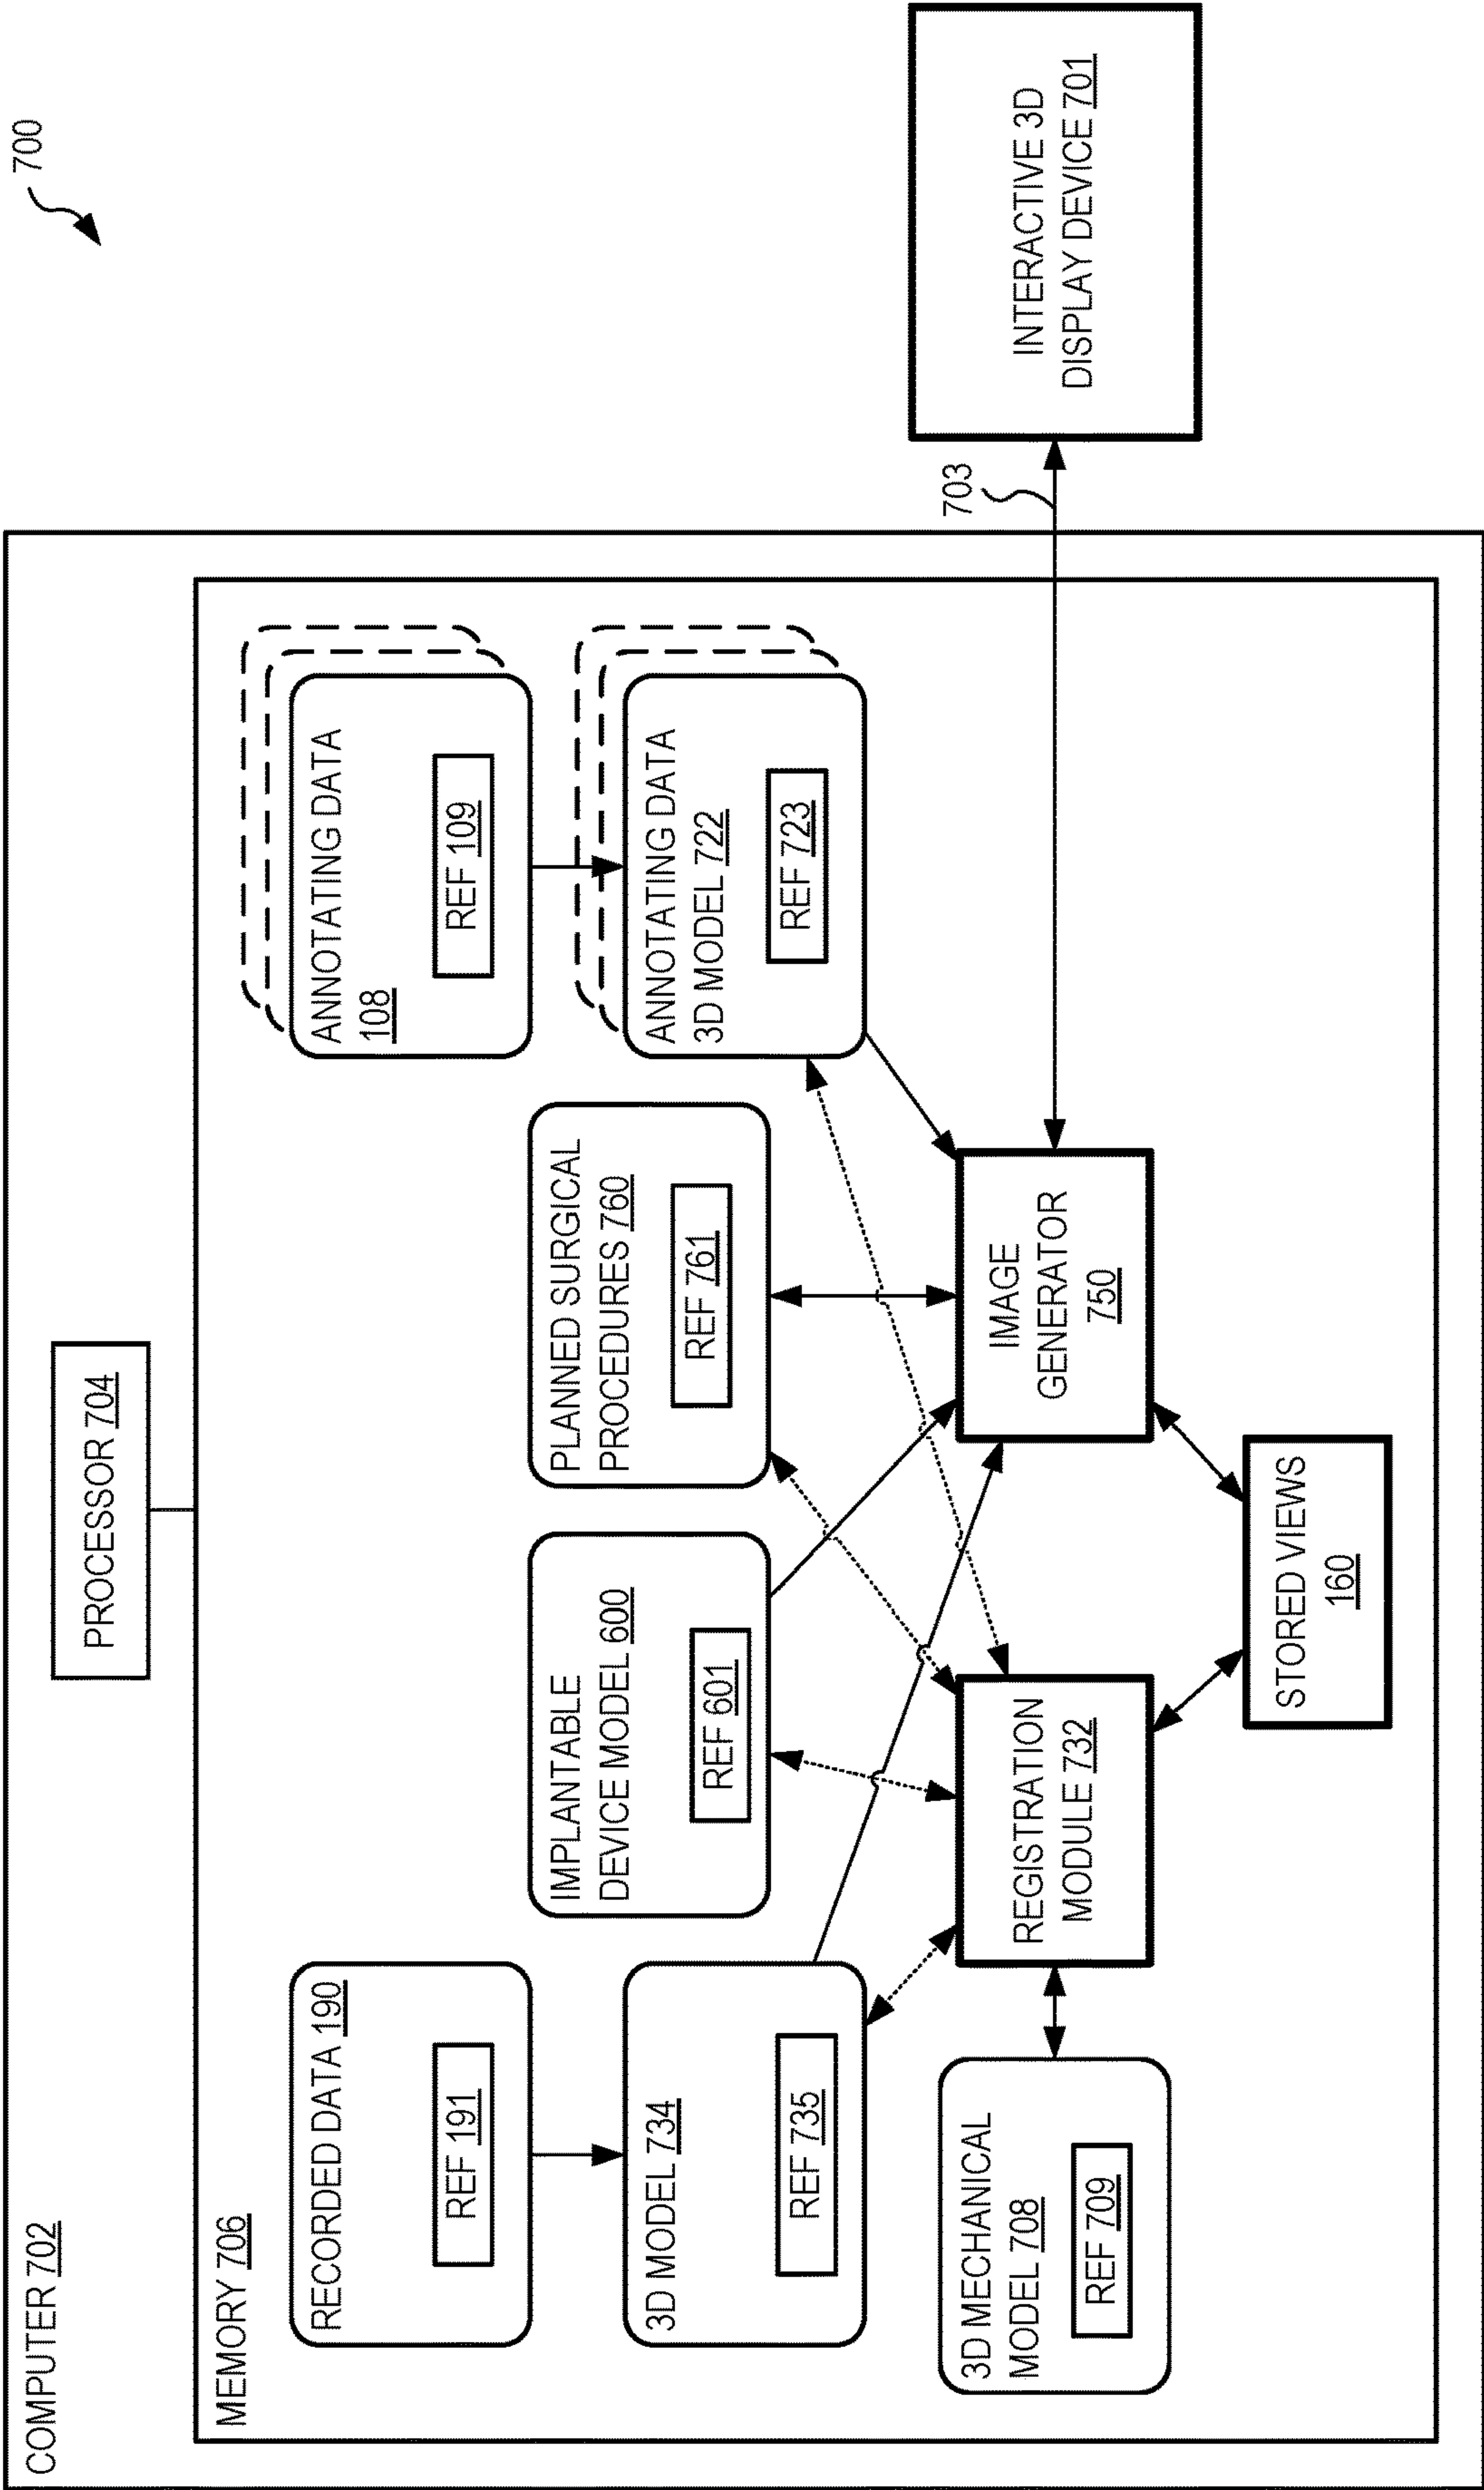 700
COMPUTER 702
PROCESSOR 704
MEMORY 706
RECORDED DATA 190
REF 191
ANNOTATING DATA
108
REF 109
IMPLANTABLE
DEVICE MODEL 600
REF 601
PLANNED SURGICAL
PROCEDURES 760
REF 761
3D MODEL 734
REF 735
ANNOTATING DATA
3D MODEL 722
REF 723
3D MECHANICAL
MODEL 708
REF 709
REGISTRATION
MODULE 732
IMAGE
GENERATOR
750
703
INTERACTIVE 3D
DISPLAY DEVICE 701
STORED VIEWS
160